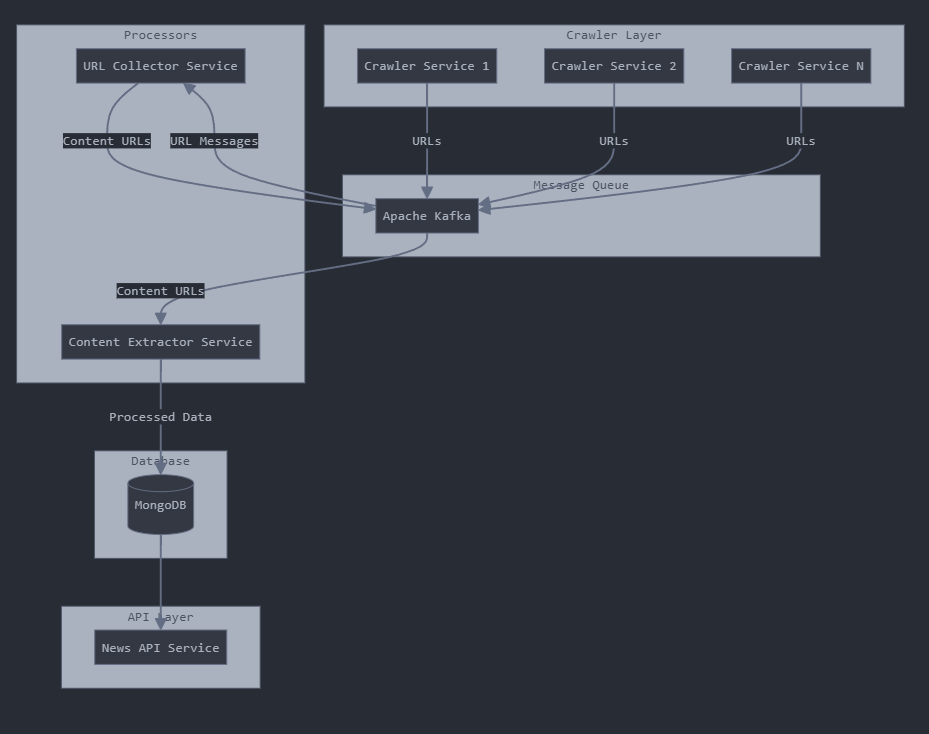 Processors
Crawler Layer
URL Collector Service
Crawler Service 1
Crawler Service 2
Crawler Service N
Content URLs
URL Messages
URLs
URLs
URLs
Message Queue
Apache Kafka
Content URLs
Content Extractor Service
Processed Data
Database
MongoDB
API Layer
News API Service